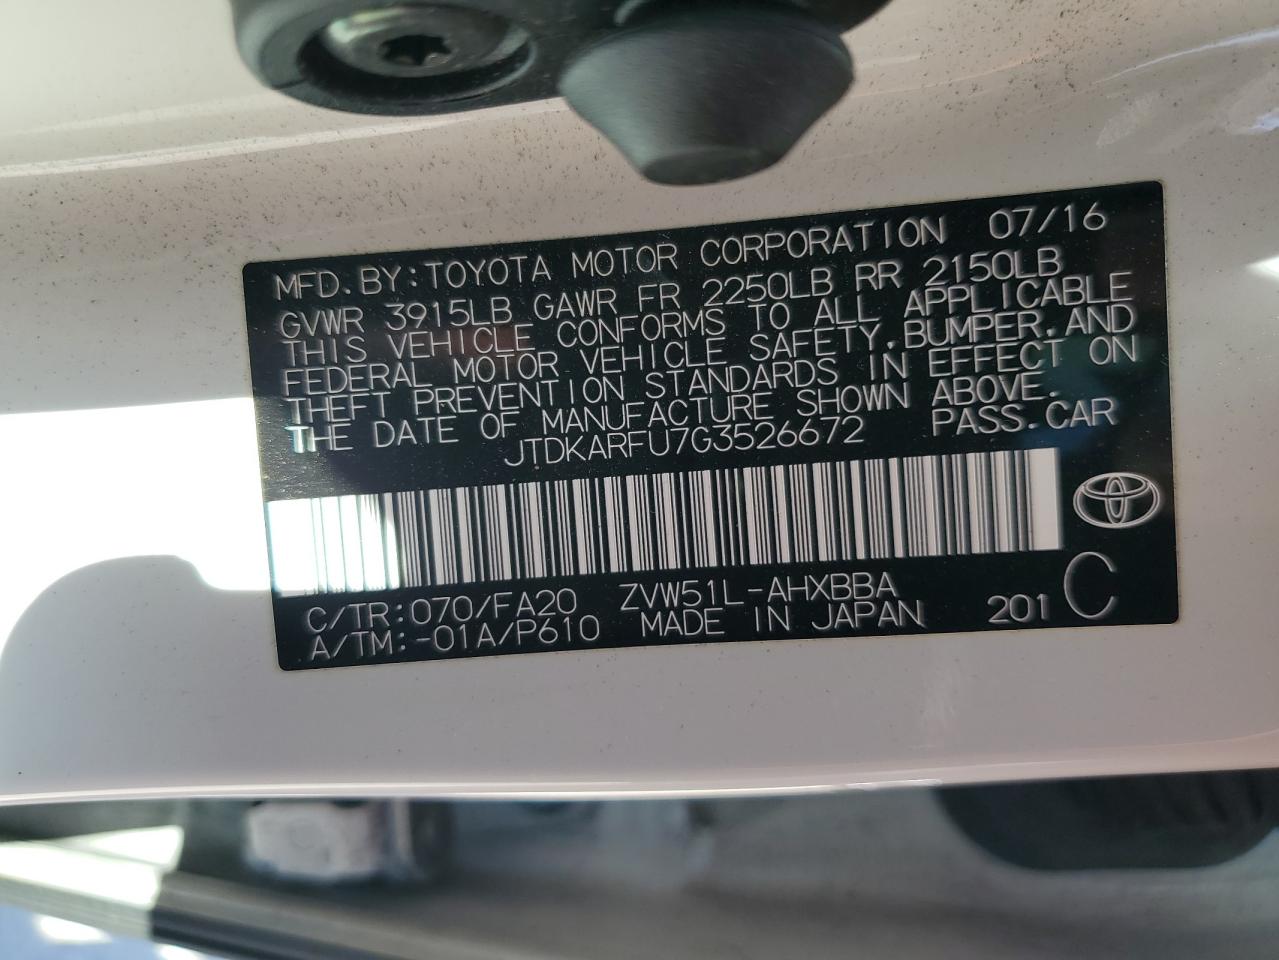 MFD. BY: TOYOTA MOTOR CORPORATION 07/16
GVWR 3915LB GAWR FR 2250LB RR 2150LB
THIS VEHICLE CONFORMS TO ALL APPLICABLE
FEDERAL MOTOR VEHICLE SAFETY, BUMPER, AND
THEFT PREVENTION STANDARDS IN EFFECT ON
THE DATE OF MANUFACTURE SHOWN ABOVE.
JTDKARFU7G3526672 PASS. CAR
C/TR: 070/FA20 ZVW51L-AHXBBA
A/TM: -01A/P610 MADE IN JAPAN 201 C